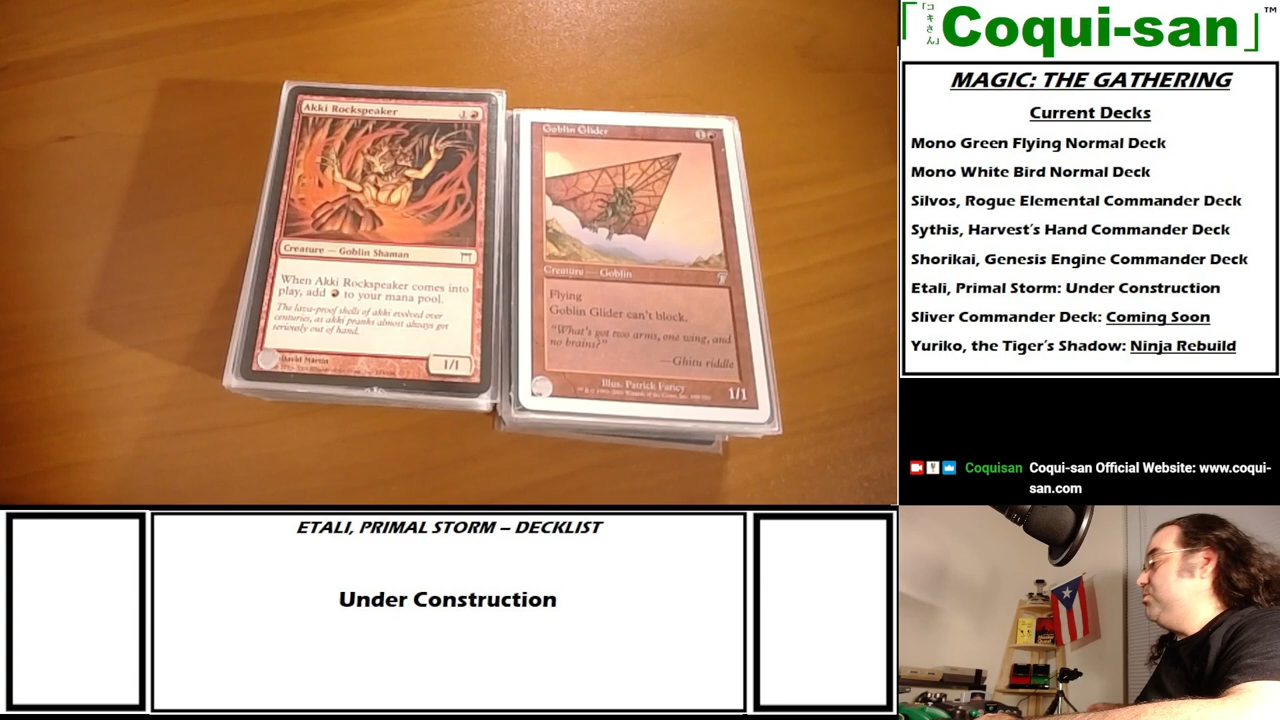 Akki Rockspeaker 1
Creature — Goblin Shaman
When Akki Rockspeaker comes into
play, add to your mana pool.
The lava-proof shells of akki evolved over
centuries, as akki pranks almost always got
seriously out of hand.
David Martin
1/1
Goblin Glider 1
Creature — Goblin
Flying
Goblin Glider can't block.
"What's got two arms, one wing, and
no brains?"
—Ghitu riddle
Illus. Patrick Faricy
1/1
「コキさん
Coqui-san」™
MAGIC: THE GATHERING
Current Decks
Mono Green Flying Normal Deck
Mono White Bird Normal Deck
Silvos, Rogue Elemental Commander Deck
Sythis, Harvest's Hand Commander Deck
Shorikai, Genesis Engine Commander Deck
Etali, Primal Storm: Under Construction
Sliver Commander Deck: Coming Soon
Yuriko, the Tiger's Shadow: Ninja Rebuild
Coquisan Coqui-san Official Website: www.coqui-
san.com
ETALI, PRIMAL STORM – DECKLIST
Under Construction